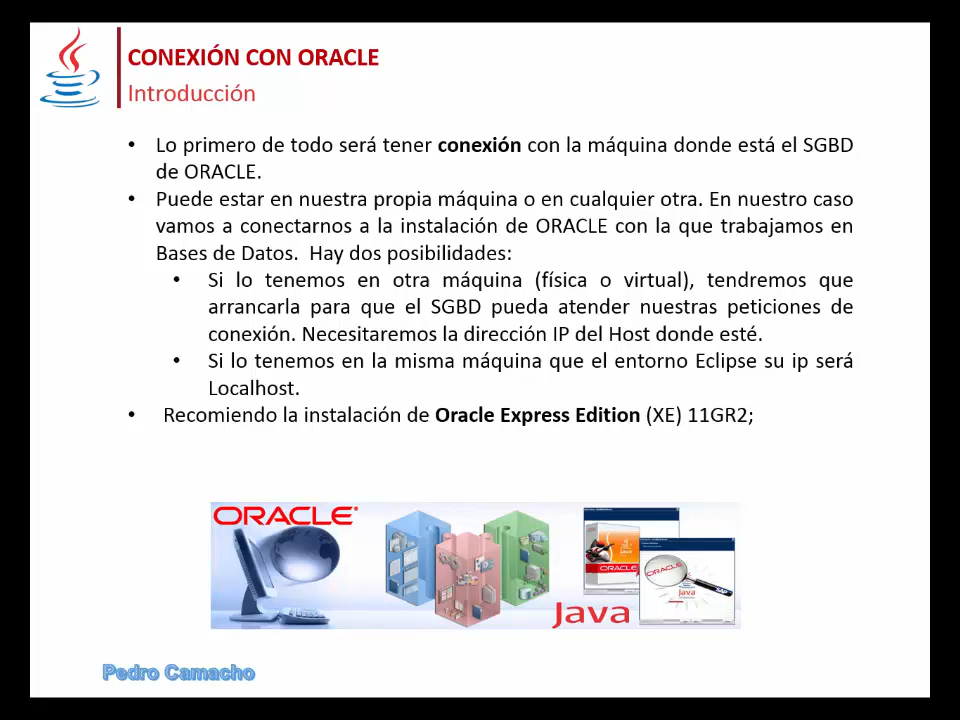 CONEXIÓN CON ORACLE
Introducción
• Lo primero de todo será tener conexión con la máquina donde está el SGBD
de ORACLE.
• Puede estar en nuestra propia máquina o en cualquier otra. En nuestro caso
vamos a conectarnos a la instalación de ORACLE con la que trabajamos en
Bases de Datos. Hay dos posibilidades:
• Si lo tenemos en otra máquina (física o virtual), tendremos que
arrancarla para que el SGBD pueda atender nuestras peticiones de
conexión. Necesitaremos la dirección IP del Host donde esté.
• Si lo tenemos en la misma máquina que el entorno Eclipse su ip será
Localhost.
• Recomiendo la instalación de Oracle Express Edition (XE) 11GR2;
ORACLE®
Java
ORACLE
Java
ORACLE
Java
SAP
Pedro Camacho